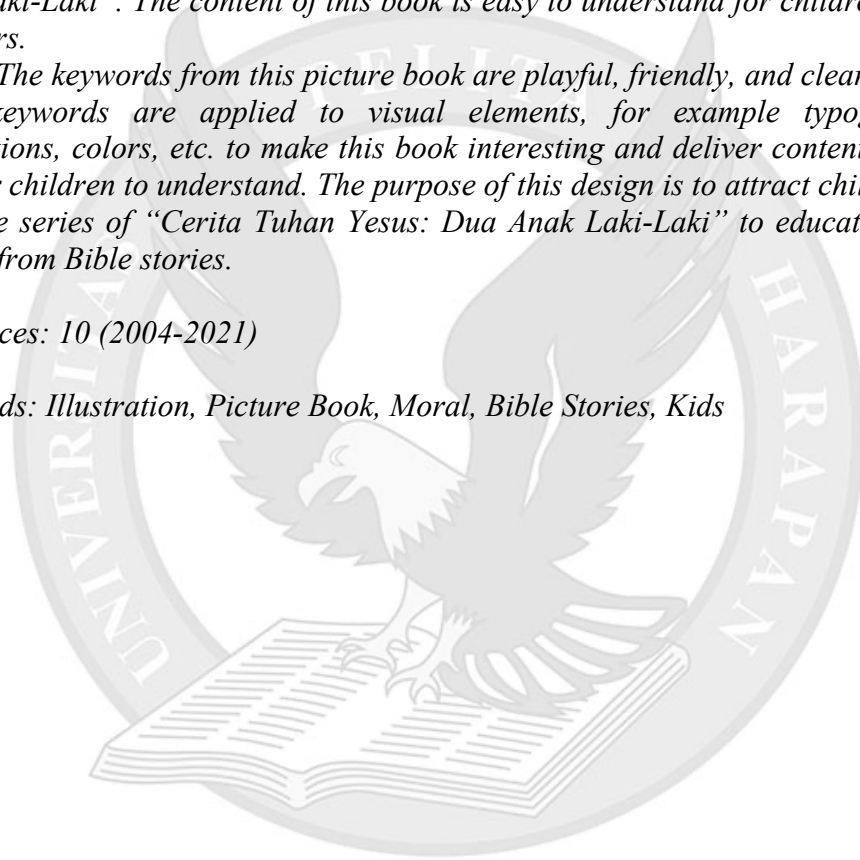 aki-Laki”. The content of this book is easy to understand for childre
rs.
The keywords from this picture book are playful, friendly, and clear
keywords are applied to visual elements, for example typog
tions, colors, etc. to make this book interesting and deliver content
r children to understand. The purpose of this design is to attract chil
e series of “Cerita Tuhan Yesus: Dua Anak Laki-Laki” to educat
from Bible stories.
ces: 10 (2004-2021)
ds: Illustration, Picture Book, Moral, Bible Stories, Kids
UNIVERSITAS
PELITA
HARAPAN